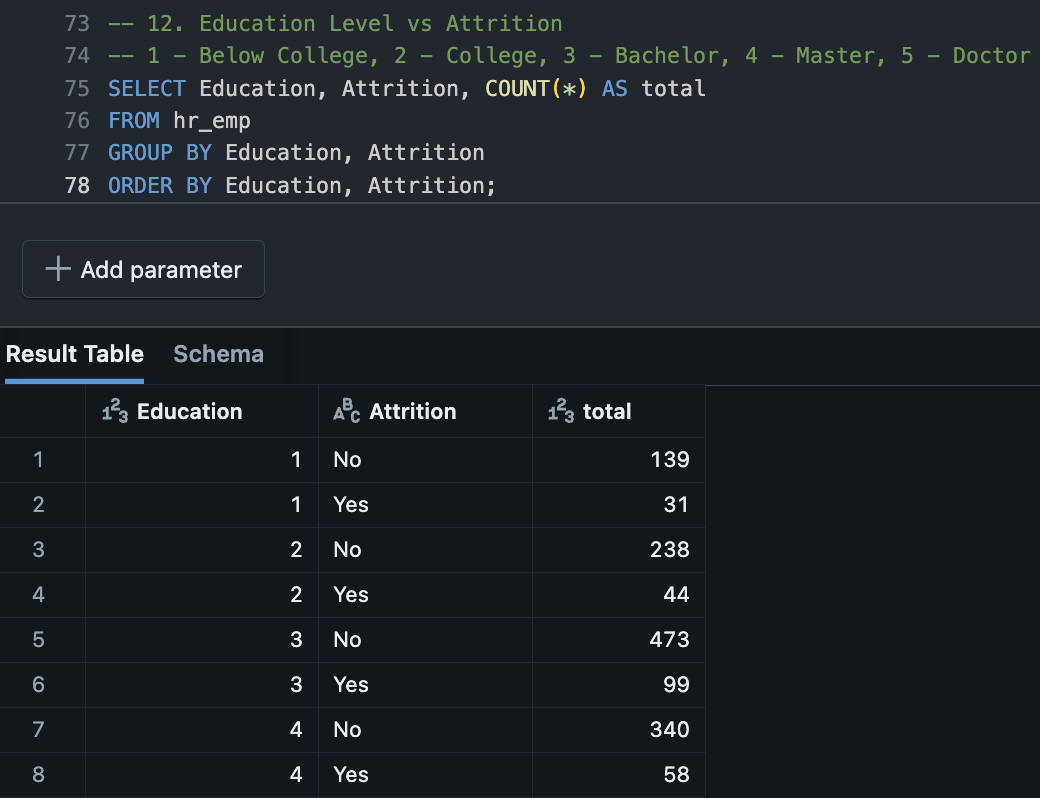 73 -- 12. Education Level vs Attrition
74 -- 1 - Below College, 2 - College, 3 - Bachelor, 4 - Master, 5 - Doctor
75 SELECT Education, Attrition, COUNT(*) AS total
76 FROM hr_emp
77 GROUP BY Education, Attrition
78 ORDER BY Education, Attrition;
+ Add parameter
Result Table Schema
123 Education ABC Attrition 123 total
1 1 No 139
2 1 Yes 31
3 2 No 238
4 2 Yes 44
5 3 No 473
6 3 Yes 99
7 4 No 340
8 4 Yes 58